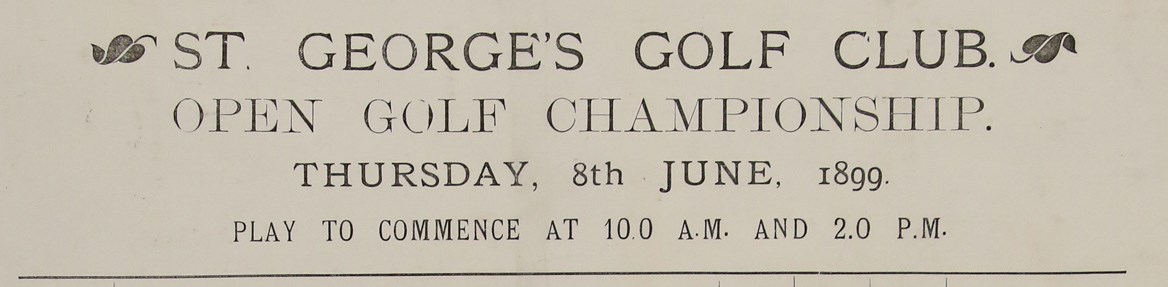 ST. GEORGE'S GOLF CLUB.
OPEN GOLF CHAMPIONSHIP.
THURSDAY, 8th JUNE, 1899.
PLAY TO COMMENCE AT 10.0 A.M. AND 2.0 P.M.